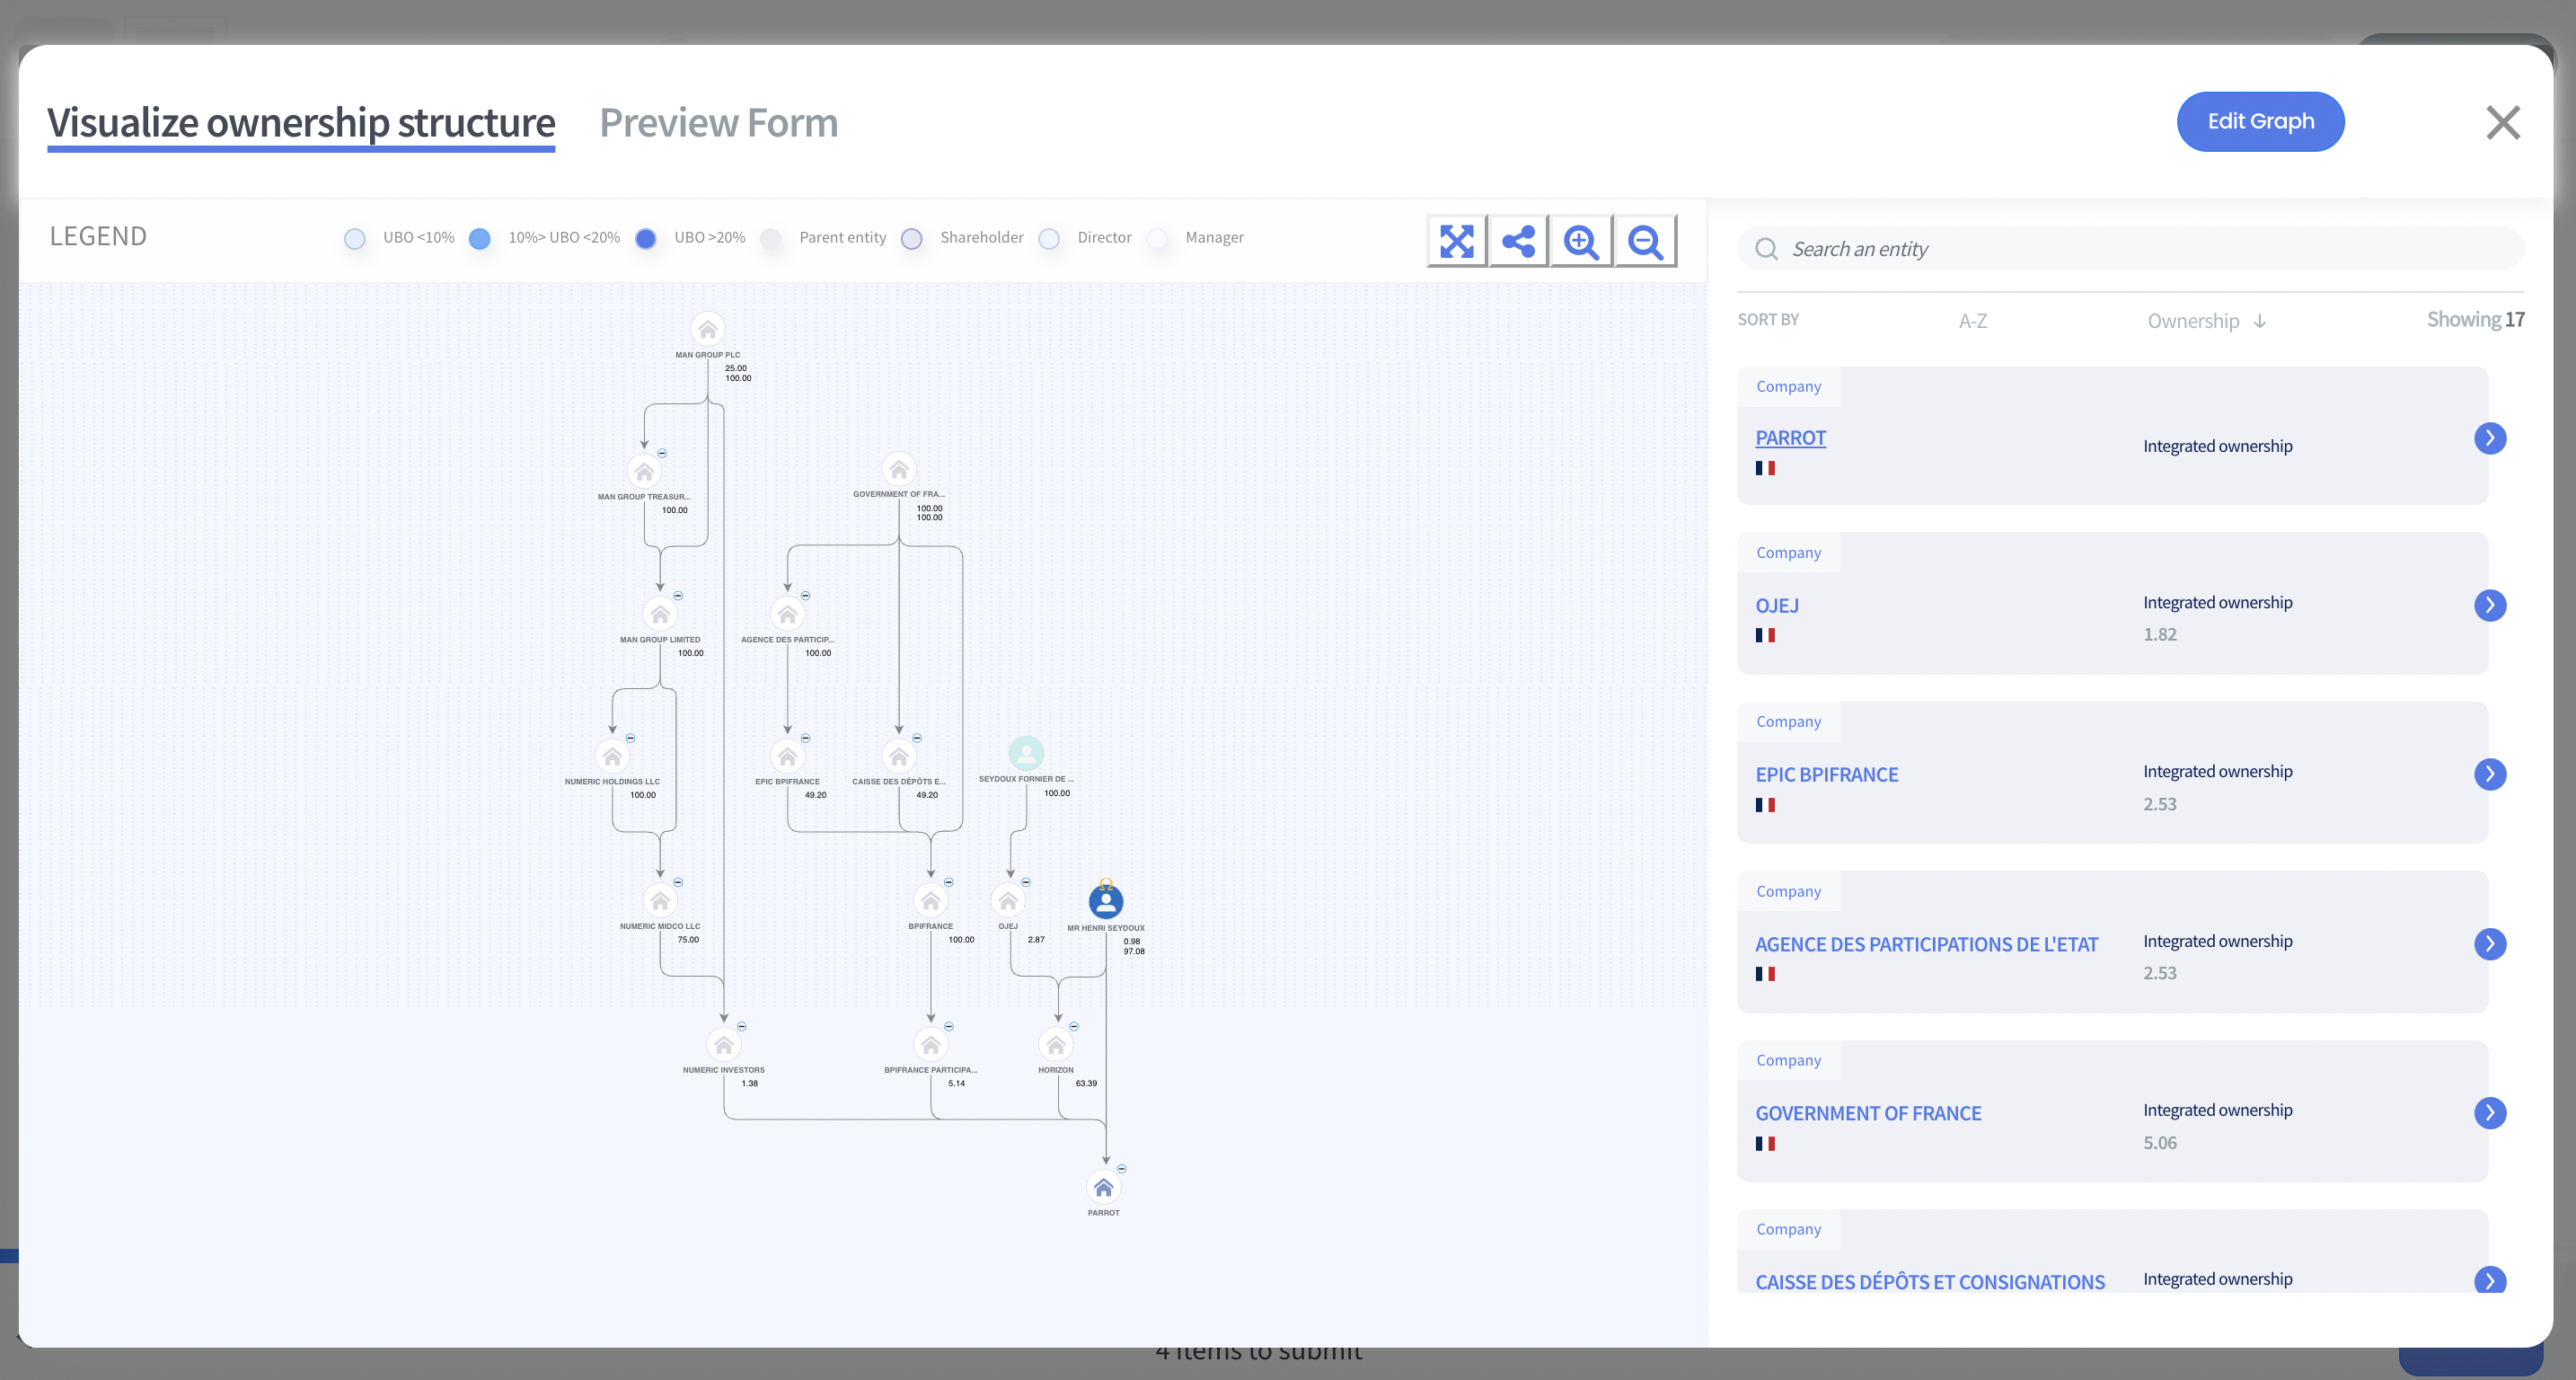 Visualize ownership structure
Preview Form
Edit Graph
LEGEND
UBO <10%
10%> UBO <20%
UBO >20%
Parent entity
Shareholder
Director
Manager
MAN GROUP PLC
25.00
100.00
MAN GROUP TREASUR...
100.00
GOVERNMENT OF FRA...
100.00
100.00
MAN GROUP LIMITED
100.00
AGENCE DES PARTICIP...
100.00
NUMERIC HOLDINGS LLC
100.00
EPIC BPIFRANCE
49.20
CAISSE DES DÉPÔTS E...
49.20
SEYDOUX FORNIER DE ...
100.00
NUMERIC MIDCO LLC
75.00
BPIFRANCE
100.00
OJEJ
2.87
MR HENRI SEYDOUX
0.98
97.08
NUMERIC INVESTORS
1.38
BPIFRANCE PARTICIPA...
5.14
HORIZON
63.39
PARROT
Search an entity
SORT BY
A-Z
Ownership
Showing 17
Company
PARROT
Integrated ownership
Company
OJEJ
Integrated ownership
1.82
Company
EPIC BPIFRANCE
Integrated ownership
2.53
Company
AGENCE DES PARTICIPATIONS DE L'ETAT
Integrated ownership
2.53
Company
GOVERNMENT OF FRANCE
Integrated ownership
5.06
Company
CAISSE DES DÉPÔTS ET CONSIGNATIONS
Integrated ownership
4 items to submit